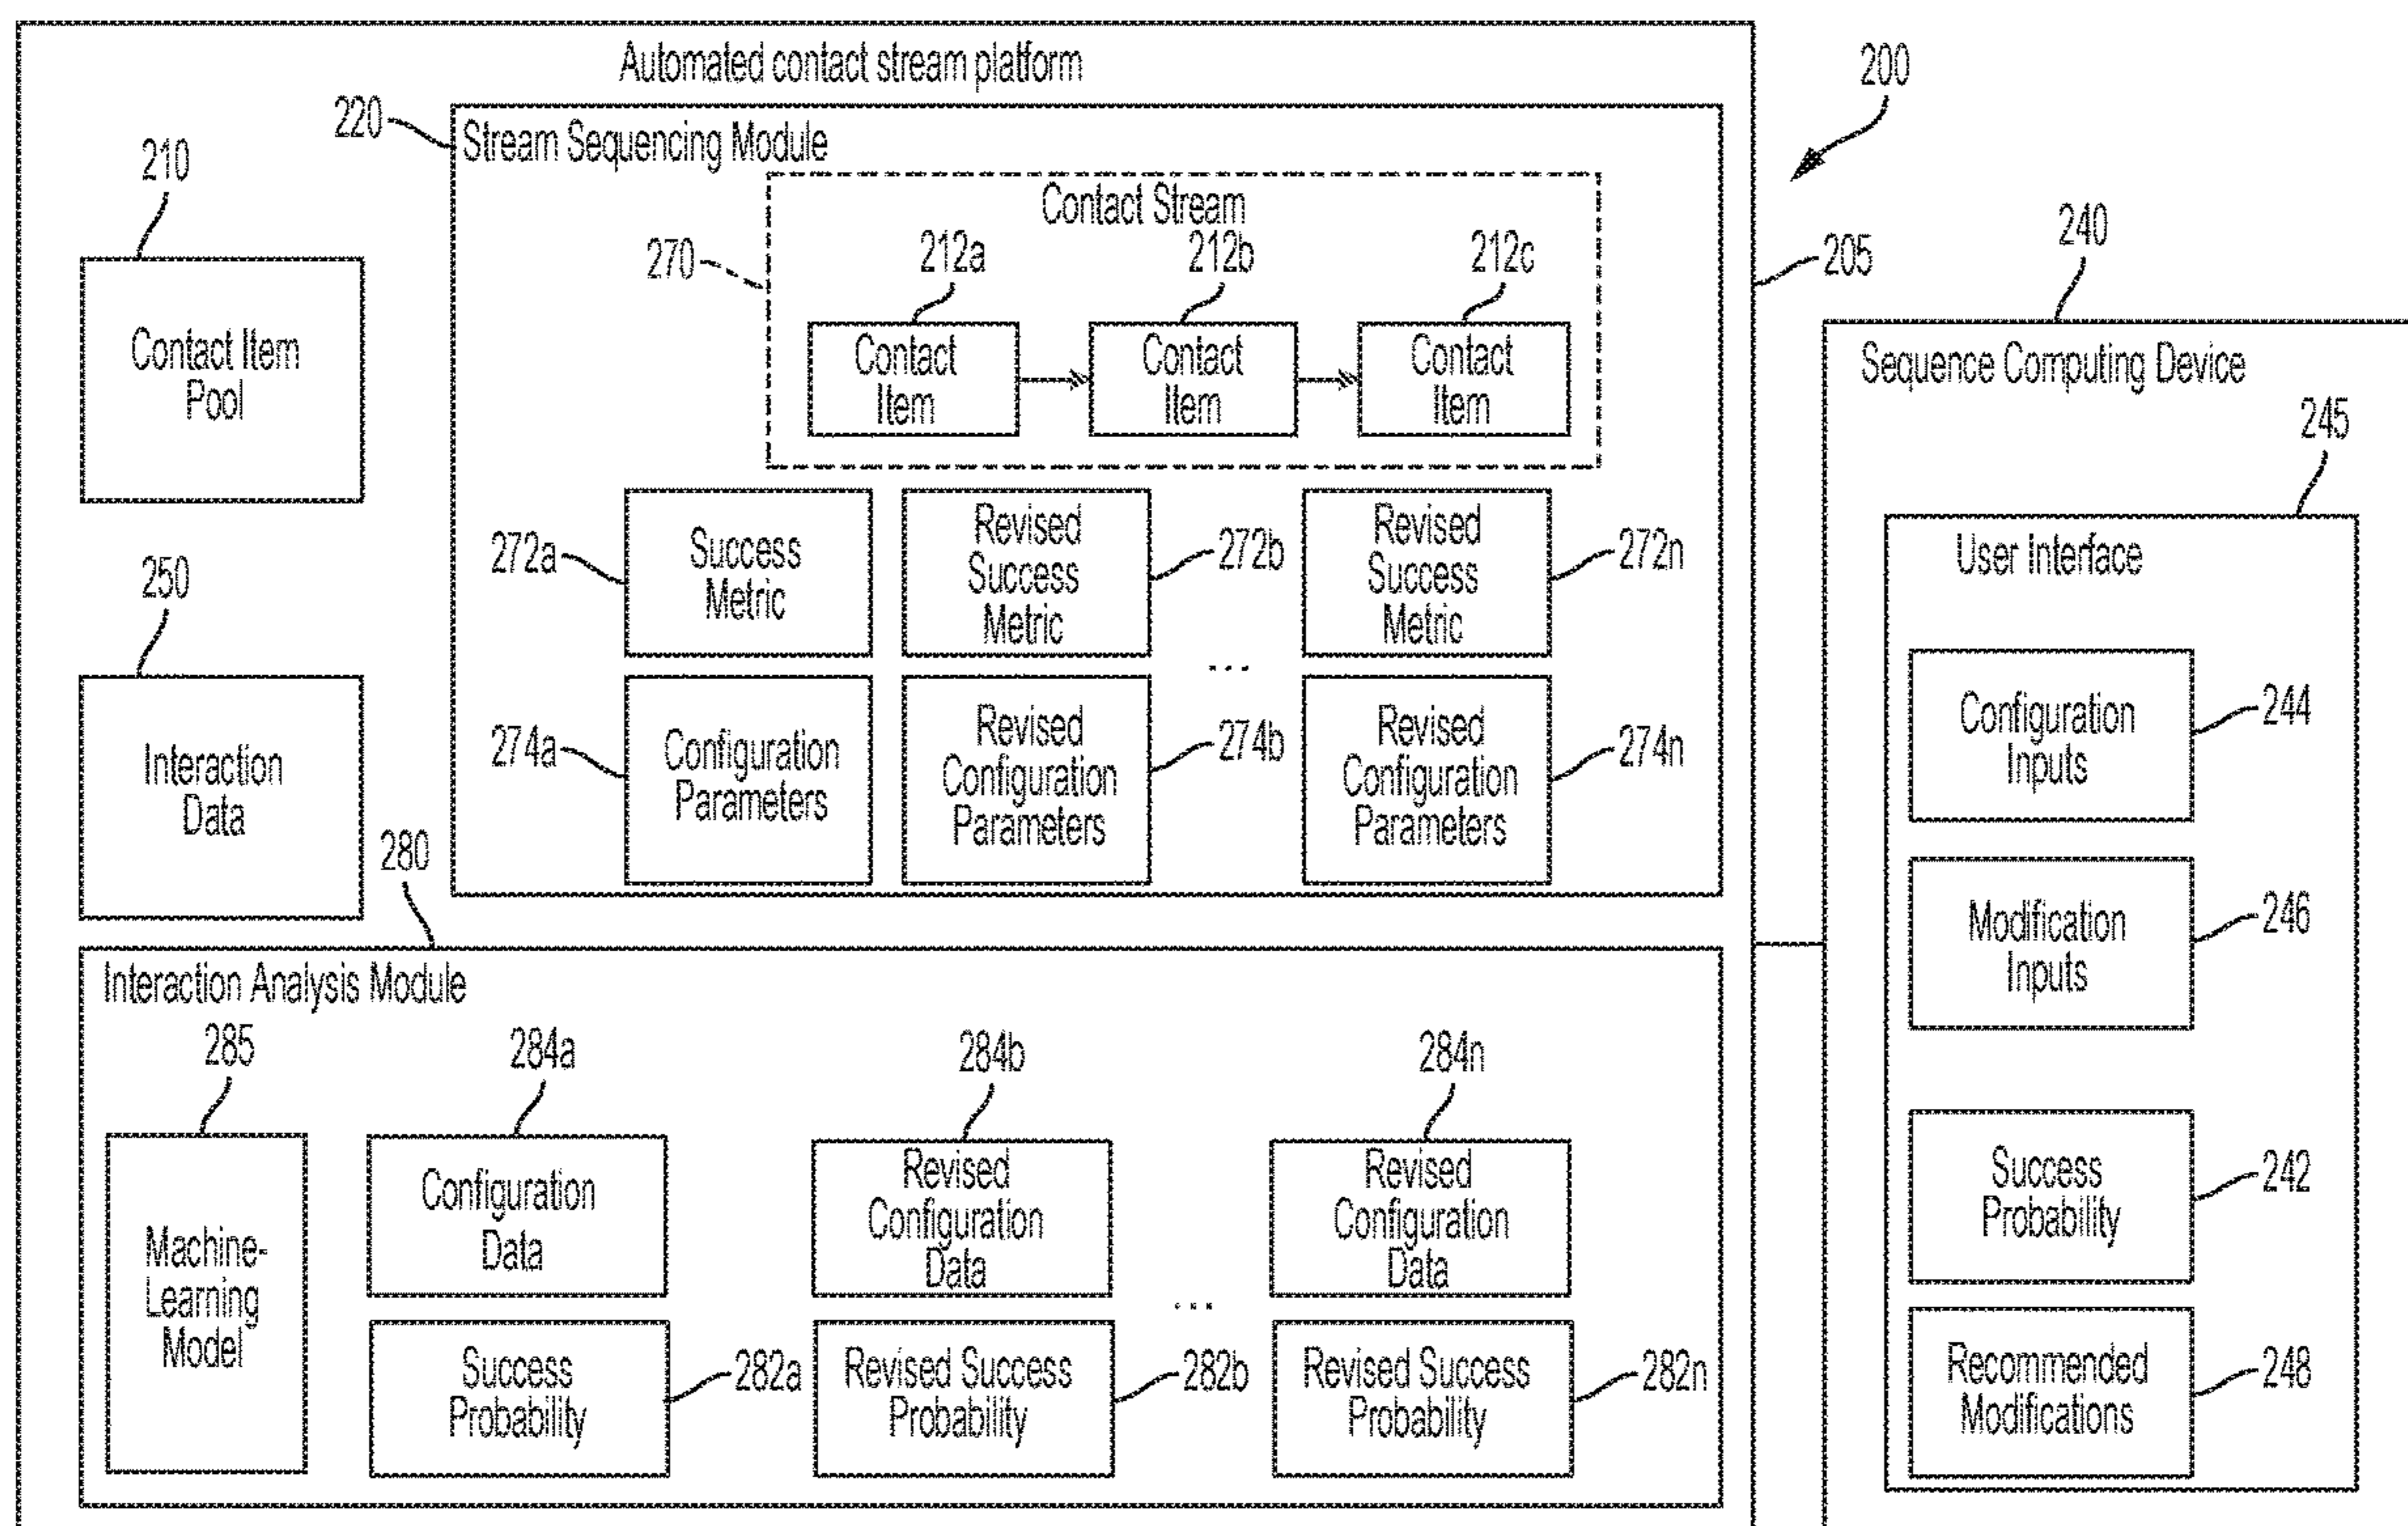 Automated contact stream platform
200
220
Stream Sequencing Module
210
Contact Item
Pool
Contact Stream
270
212a
212b
212c
Contact
Item
Contact
Item
Contact
Item
205
240
Sequence Computing Device
245
User Interface
272a
Success
Metric
Revised
Success
Metric
272b
Revised
Success
Metric
272n
...
250
Interaction
Data
274a
Configuration
Parameters
Revised
Configuration
Parameters
274b
Revised
Configuration
Parameters
274n
Configuration
Inputs
244
Modification
Inputs
246
280
Interaction Analysis Module
285
Machine-
Learning
Model
284a
Configuration
Data
284b
Revised
Configuration
Data
284n
Revised
Configuration
Data
...
Success
Probability
282a
Revised Success
Probability
282b
Revised Success
Probability
282n
Success
Probability
242
Recommended
Modifications
248